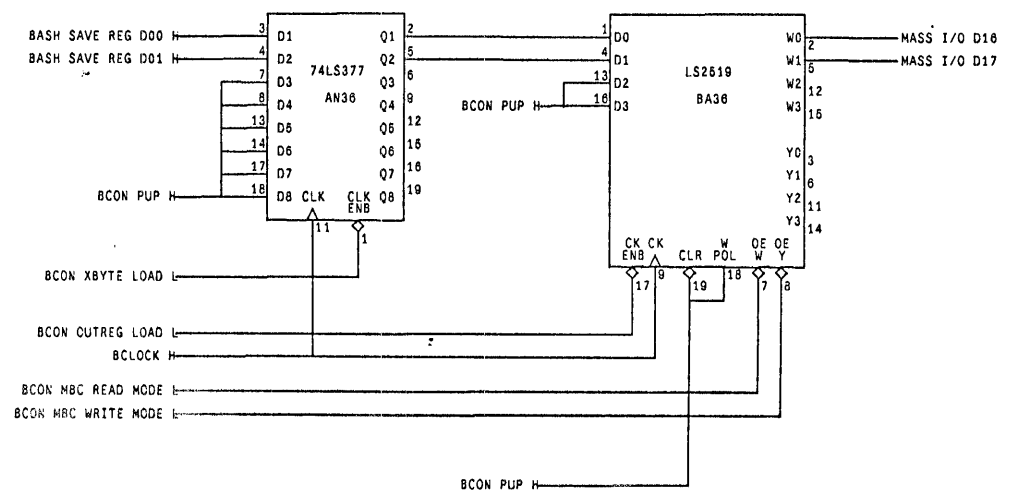 BASH SAVE REG D00 H
BASH SAVE REG D01 H
BCON PUP H
BCON XBYTE LOAD L
BCON OUTREG LOAD L
BCLOCK H
BCON MBC READ MODE L
BCON MBC WRITE MODE L
3 D1
4 D2
7 D3
8 D4
13 D5
14 D6
17 D7
18 D8
74LS377
AN36
CLK
CLK ENB
11
1
Q1 2
Q2 5
Q3 6
Q4 9
Q5 12
Q6 15
Q7 16
Q8 19
BCON PUP H
1 D0
4 D1
13 D2
16 D3
LS2519
BA36
W0 2
W1 5
W2 12
W3 15
Y0 3
Y1 6
Y2 11
Y3 14
CK ENB
CK
CLR
W POL
OE W
OE Y
17
9
19
18
7
8
MASS I/O D16
MASS I/O D17
BCON PUP H